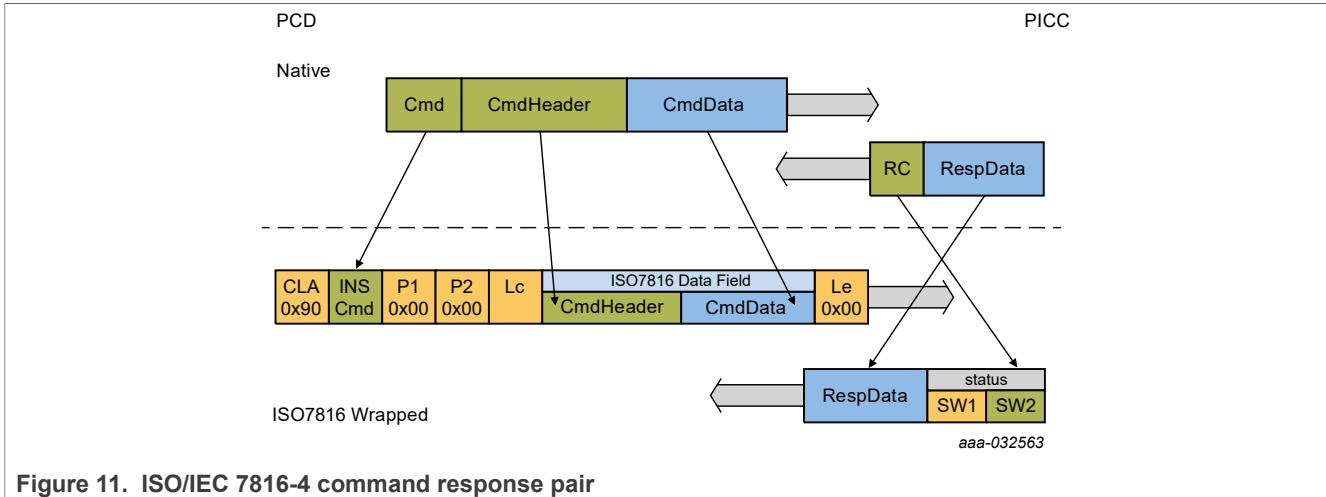 PCD PICC
Native
Cmd CmdHeader CmdData
RC RespData
CLA INS P1 P2 Lc ISO7816 Data Field Le
0x90 Cmd 0x00 0x00 CmdHeader CmdData 0x00
RespData status
SW1 SW2
ISO7816 Wrapped
aaa-032563
Figure 11. ISO/IEC 7816-4 command response pair